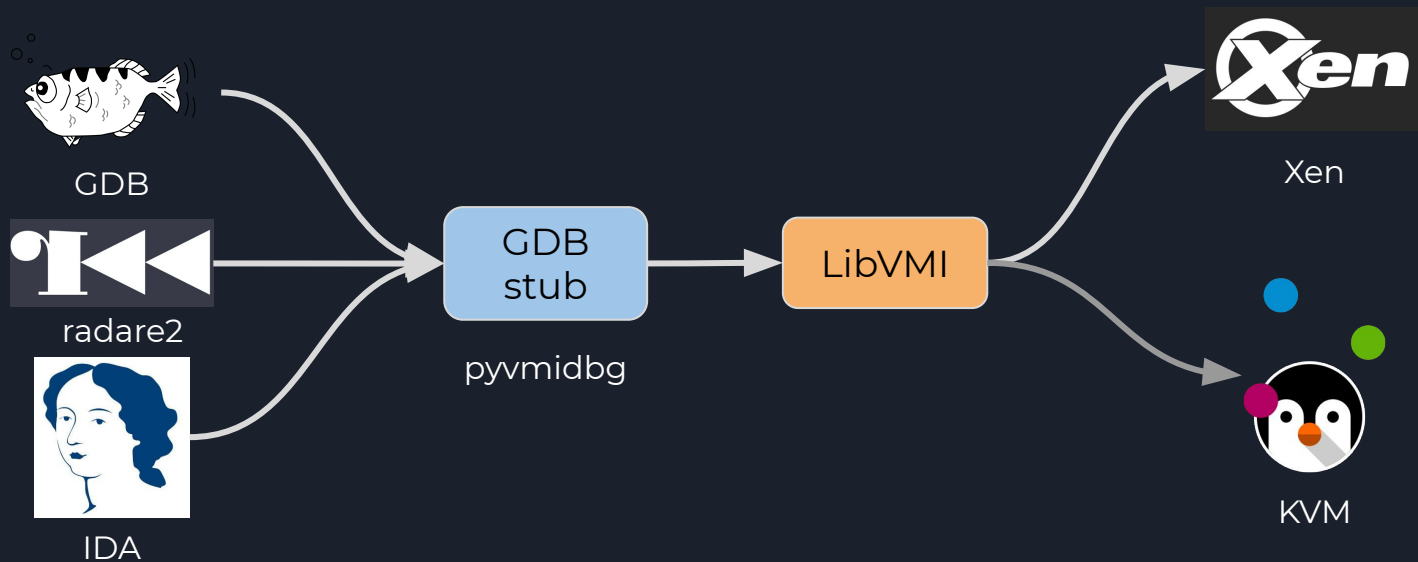 GDB
radare2
IDA
GDB
stub
pyvmidbg
LibVMI
Xen
Xen
KVM